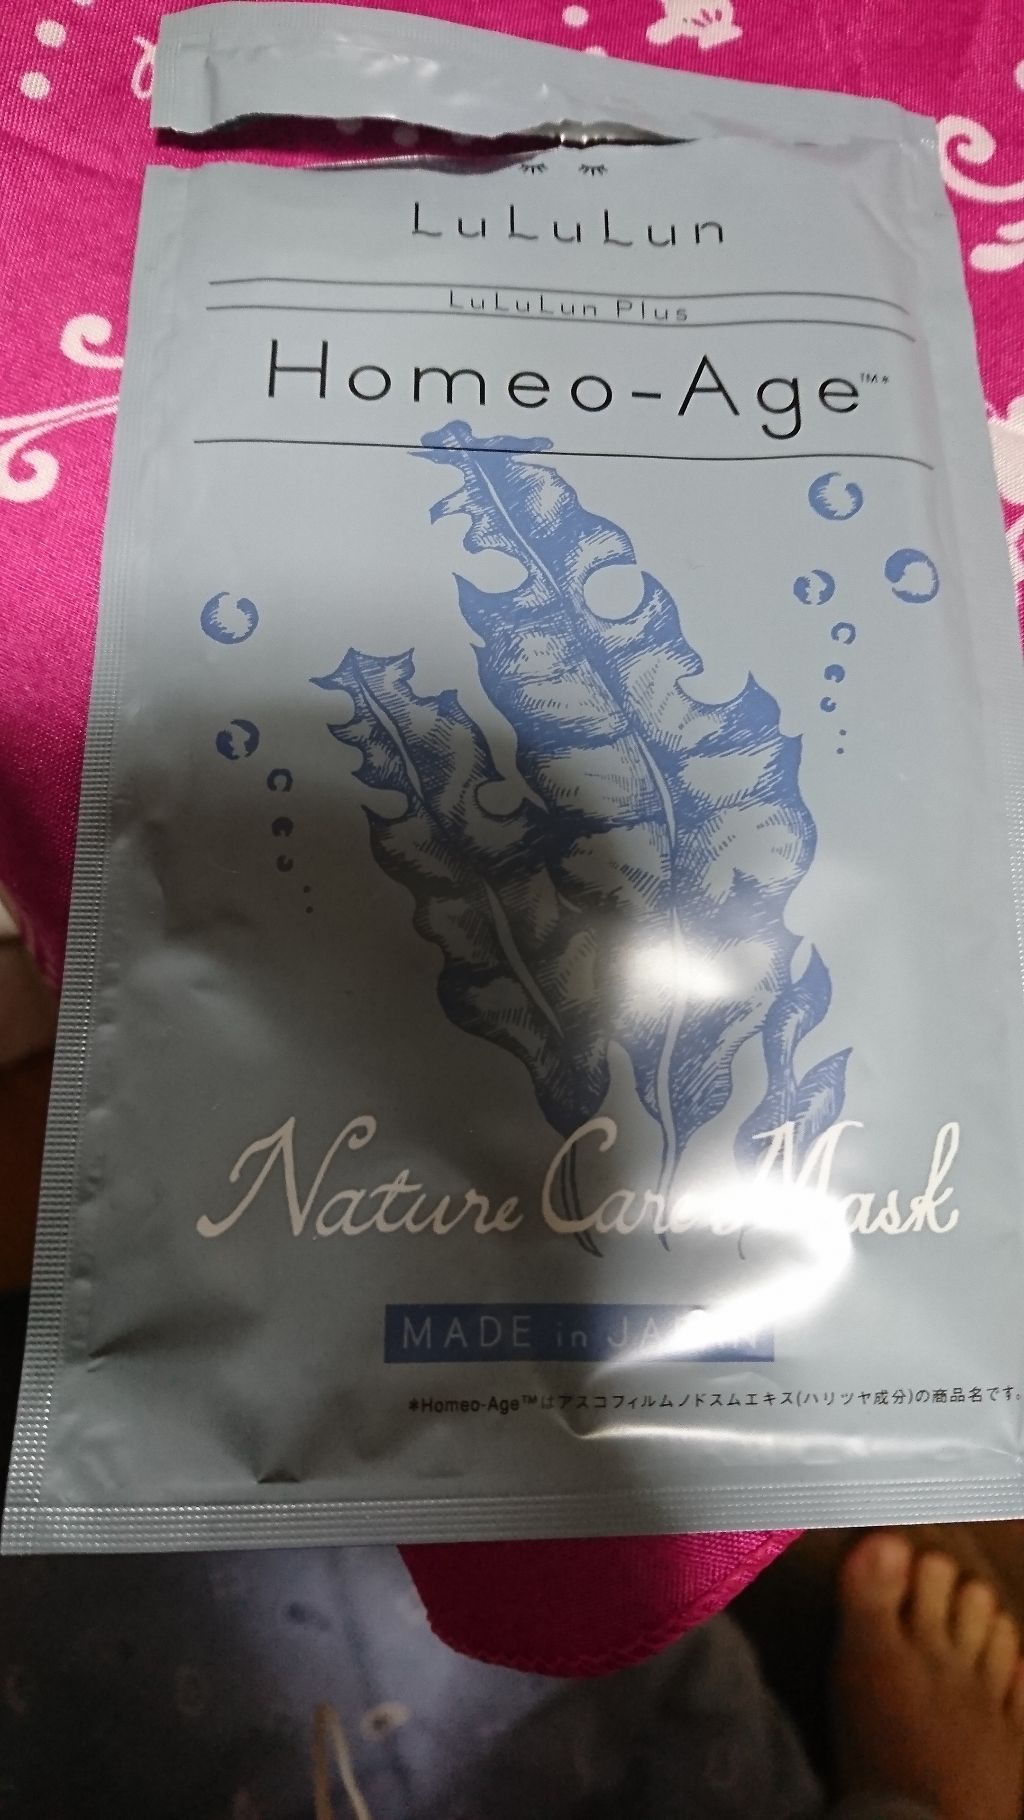 LuLuLun
LuLuLun Plus
Homeo-Age™*
Nature Care Mask
MADE in JAPAN
*Homeo-Age™はアスコフィルムノドスムエキス(ハリツヤ成分)の商品名です。